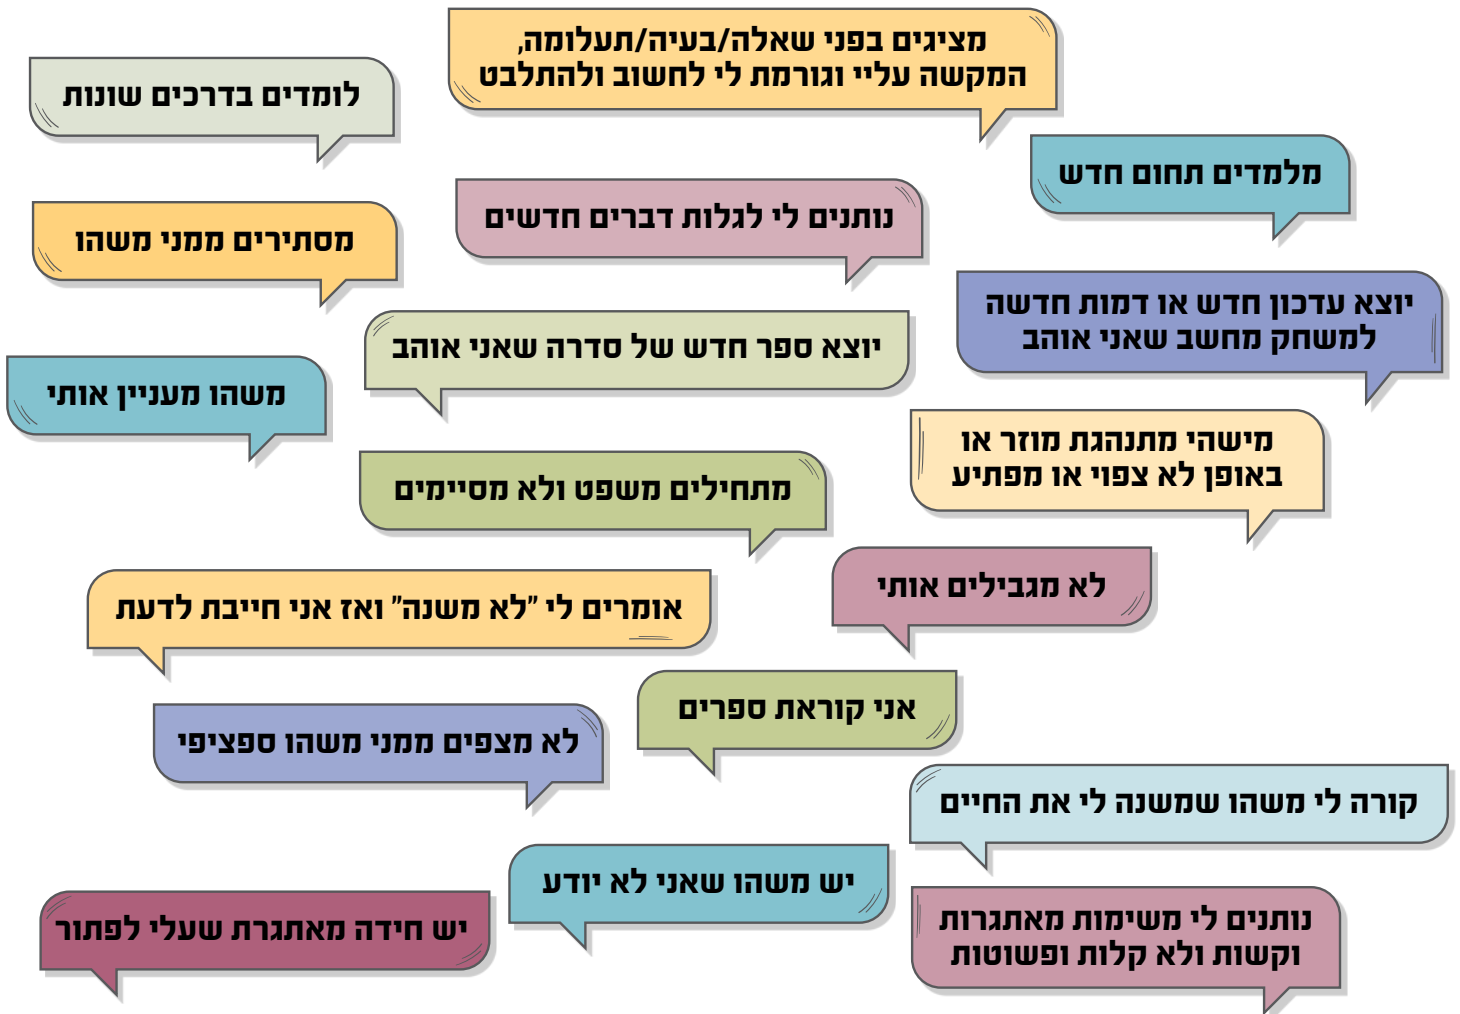 מציגים בפני שאלה/בעיה/תעלומה,
המקשה עליי וגורמת לי לחשוב ולהתלבט
לומדים בדרכים שונות
מלמדים תחום חדש
נותנים לי לגלות דברים חדשים
מסתירים ממני משהו
יוצא עדכון חדש או דמות חדשה
למשחק מחשב שאני אוהב
יוצא ספר חדש של סדרה שאני אוהב
משהו מעניין אותי
מישהי מתנהגת מוזר או
באופן לא צפוי או מפתיע
מתחילים משפט ולא מסיימים
לא מגבילים אותי
אומרים לי "לא משנה" ואז אני חייבת לדעת
אני קוראת ספרים
לא מצפים ממני משהו ספציפי
קורה לי משהו שמשנה לי את החיים
יש משהו שאני לא יודע
נותנים לי משימות מאתגרות
וקשות ולא קלות ופשוטות
יש חידה מאתגרת שעלי לפתור